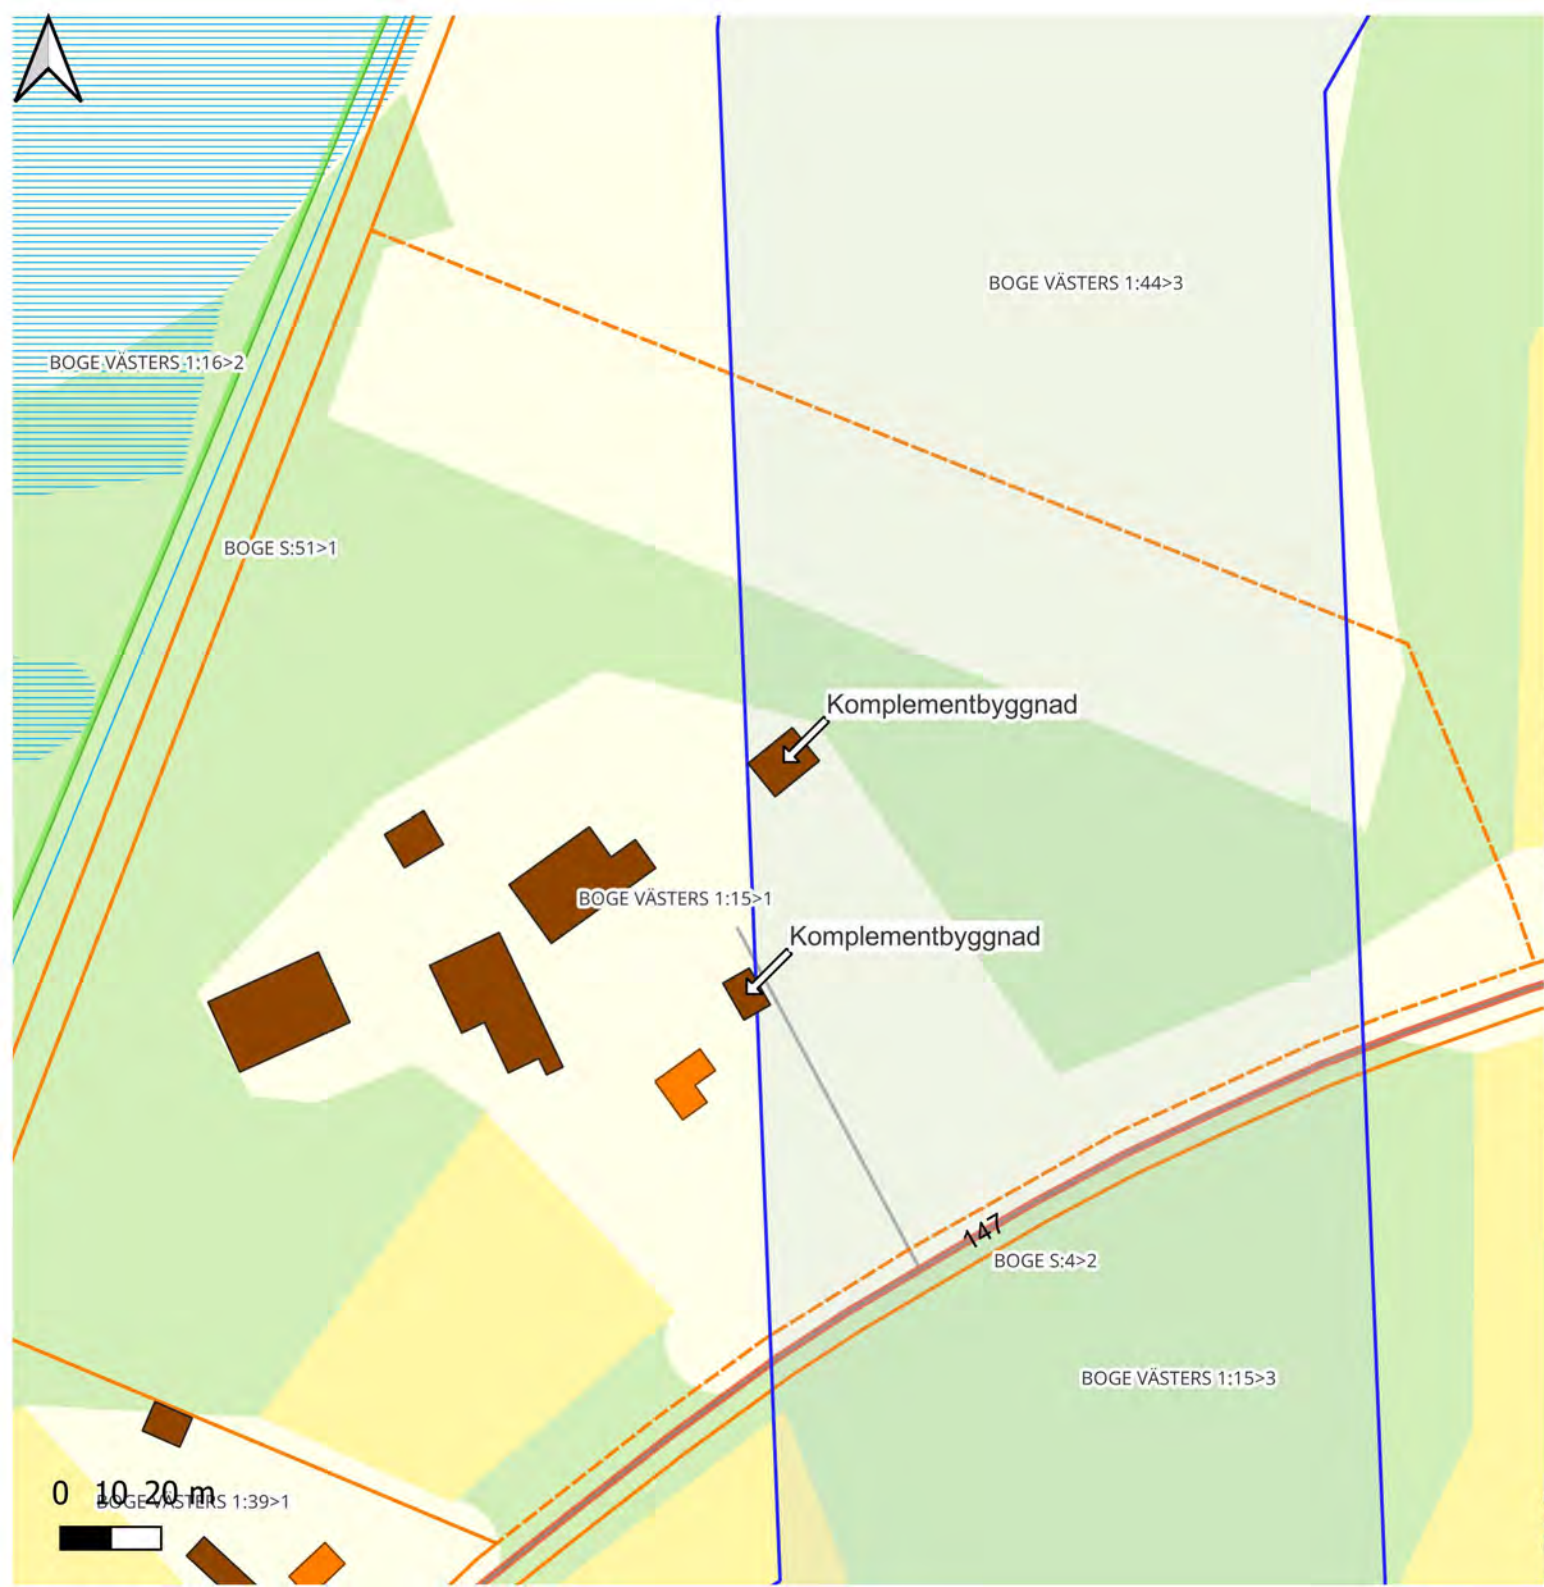 BOGE VÄSTERS 1:44>3
BOGE VÄSTERS 1:16>2
BOGE S:51>1
Komplementbyggnad
BOGE VÄSTERS 1:15>1
Komplementbyggnad
147
BOGE S:4>2
BOGE VÄSTERS 1:15>3
0 10 20 m
BOGE VÄSTERS 1:39>1